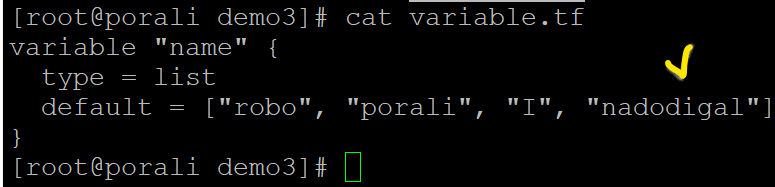 [root@porali demo3]# cat variable.tf
variable "name" {
  type = list
  default = ["robo", "porali", "I", "nadodigal"]
}
[root@porali demo3]#